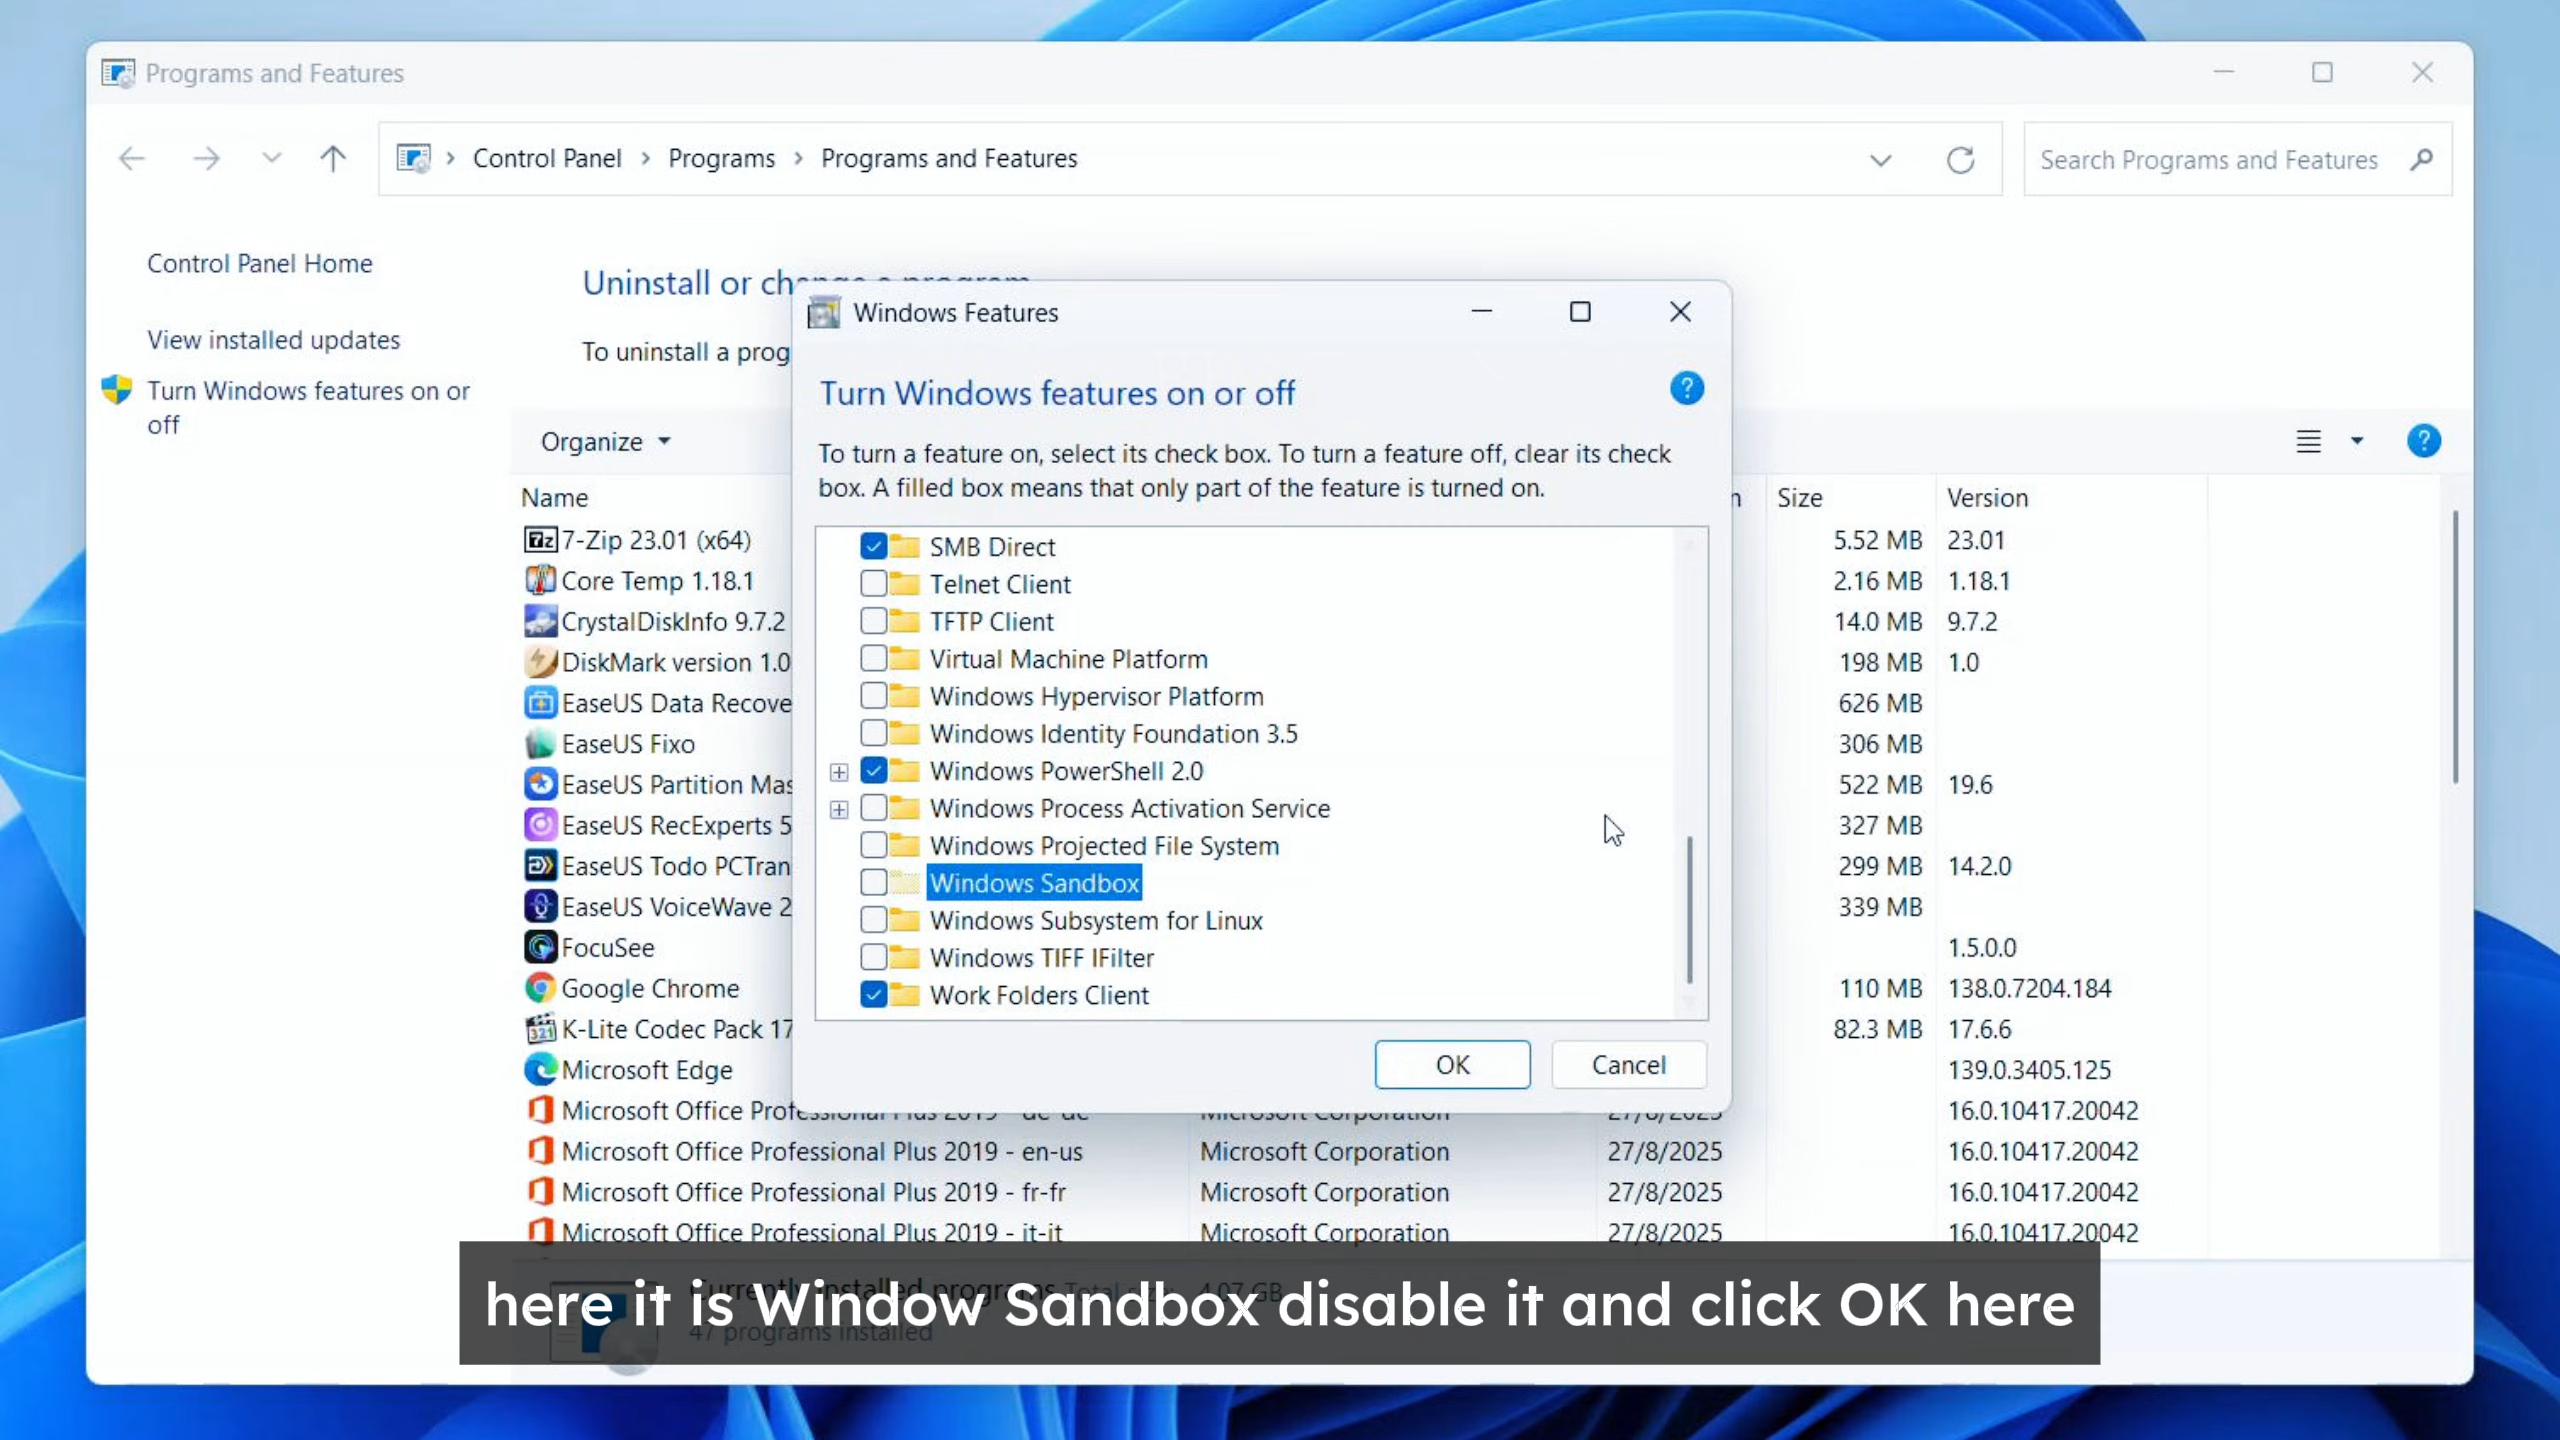 Programs and Features
Control Panel
Programs
Programs and Features
Search Programs and Features
Control Panel Home
View installed updates
Turn Windows features on or
off
Uninstall or change a program
To uninstall a prog
Organize
Name
Size
Version
7-Zip 23.01 (x64)
5.52 MB
23.01
Core Temp 1.18.1
2.16 MB
1.18.1
CrystalDiskInfo 9.7.2
14.0 MB
9.7.2
DiskMark version 1.0
198 MB
1.0
EaseUS Data Recove
626 MB
EaseUS Fixo
306 MB
EaseUS Partition Mas
522 MB
19.6
EaseUS RecExperts 5
327 MB
EaseUS Todo PCTran
299 MB
14.2.0
EaseUS VoiceWave 2
339 MB
FocuSee
1.5.0.0
Google Chrome
110 MB
138.0.7204.184
K-Lite Codec Pack 17
82.3 MB
17.6.6
Microsoft Edge
139.0.3405.125
Microsoft Office Professional Plus 2019 - de-de
Microsoft Corporation
27/8/2025
16.0.10417.20042
Microsoft Office Professional Plus 2019 - en-us
Microsoft Corporation
27/8/2025
16.0.10417.20042
Microsoft Office Professional Plus 2019 - fr-fr
Microsoft Corporation
27/8/2025
16.0.10417.20042
Microsoft Office Professional Plus 2019 - it-it
Microsoft Corporation
27/8/2025
16.0.10417.20042
Windows Features
Turn Windows features on or off
To turn a feature on, select its check box. To turn a feature off, clear its check
box. A filled box means that only part of the feature is turned on.
SMB Direct
Telnet Client
TFTP Client
Virtual Machine Platform
Windows Hypervisor Platform
Windows Identity Foundation 3.5
Windows PowerShell 2.0
Windows Process Activation Service
Windows Projected File System
Windows Sandbox
Windows Subsystem for Linux
Windows TIFF IFilter
Work Folders Client
OK
Cancel
Currently installed programs Total size: 4.07 GB
47 programs installed
here it is Window Sandbox disable it and click OK here